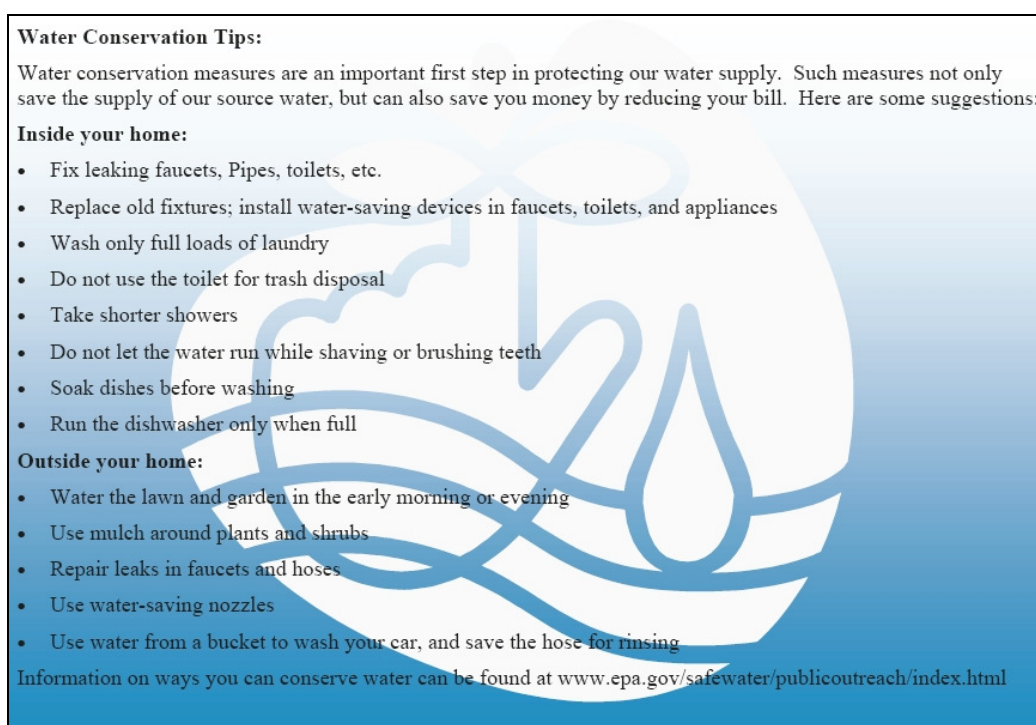 Water Conservation Tips:
Water conservation measures are an important first step in protecting our water supply.  Such measures not only
save the supply of our source water, but can also save you money by reducing your bill.  Here are some suggestions:
Inside your home:
• Fix leaking faucets, Pipes, toilets, etc.
• Replace old fixtures; install water-saving devices in faucets, toilets, and appliances
• Wash only full loads of laundry
• Do not use the toilet for trash disposal
• Take shorter showers
• Do not let the water run while shaving or brushing teeth
• Soak dishes before washing
• Run the dishwasher only when full
Outside your home:
• Water the lawn and garden in the early morning or evening
• Use mulch around plants and shrubs
• Repair leaks in faucets and hoses
• Use water-saving nozzles
• Use water from a bucket to wash your car, and save the hose for rinsing
Information on ways you can conserve water can be found at www.epa.gov/safewater/publicoutreach/index.html